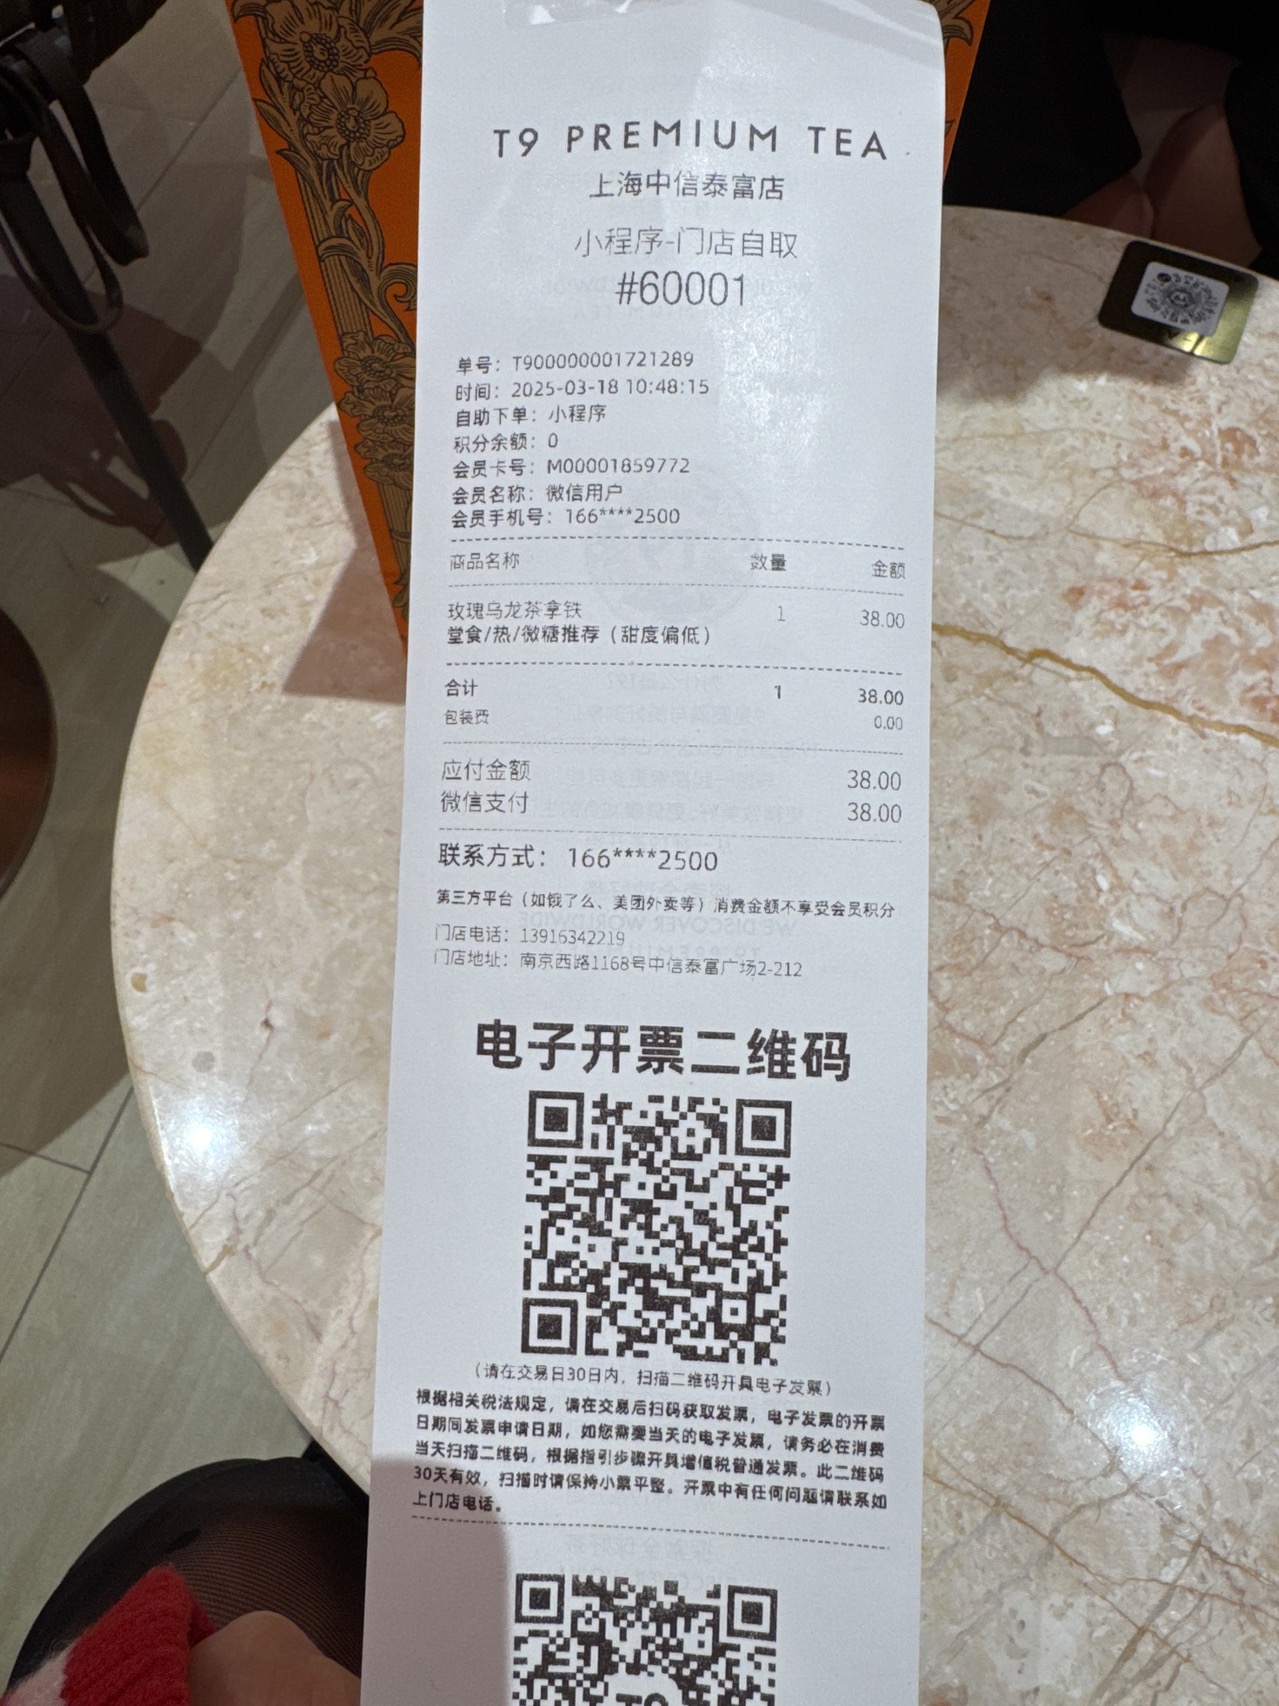 T9 PREMIUM TEA
上海中信泰富店
小程序-门店自取
#60001
单号：T900000001721289
时间：2025-03-18 10:48:15
自助下单：小程序
积分余额：0
会员卡号：M00001859772
会员名称：微信用户
会员手机号：166****2500
商品名称 数量 金额
玫瑰乌龙茶拿铁 1 38.00
堂食/热/微糖推荐（甜度偏低）
合计 1 38.00
包装费 0.00
应付金额 38.00
微信支付 38.00
联系方式：166****2500
第三方平台（如饿了么、美团外卖等）消费金额不享受会员积分
门店电话：13916342219
门店地址：南京西路1168号中信泰富广场2-212
电子开票二维码
（请在交易日30日内，扫描二维码开具电子发票）
根据相关税法规定，请在交易后扫码获取发票，电子发票的开票
日期同发票申请日期，如您需要当天的电子发票，请务必在消费
当天扫描二维码，根据指引步骤开具增值税普通发票。此二维码
30天有效，扫描时请保持小票平整。开票中有任何问题请联系如
上门店电话。
T9